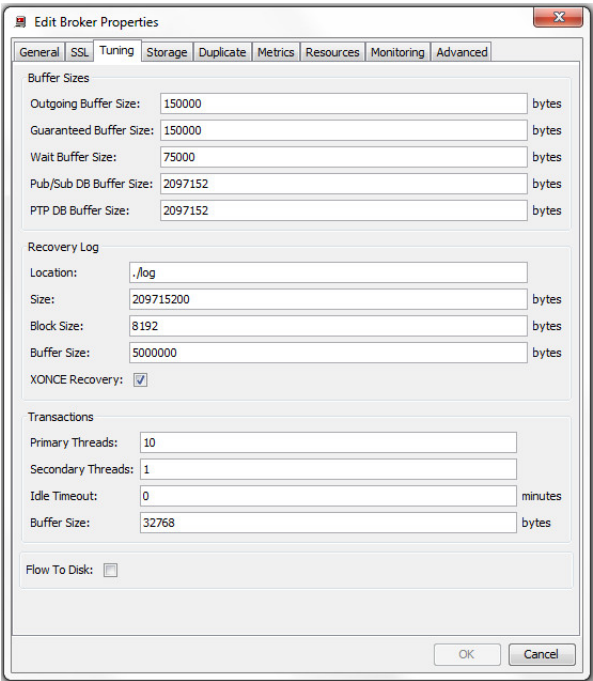 Edit Broker Properties
General SSL Tuning Storage Duplicate Metrics Resources Monitoring Advanced
Buffer Sizes
Outgoing Buffer Size: 150000 bytes
Guaranteed Buffer Size: 150000 bytes
Wait Buffer Size: 75000 bytes
Pub/Sub DB Buffer Size: 2097152 bytes
PTP DB Buffer Size: 2097152 bytes
Recovery Log
Location: ./log
Size: 209715200 bytes
Block Size: 8192 bytes
Buffer Size: 5000000 bytes
XONCE Recovery:
Transactions
Primary Threads: 10
Secondary Threads: 1
Idle Timeout: 0 minutes
Buffer Size: 32768 bytes
Flow To Disk:
OK Cancel